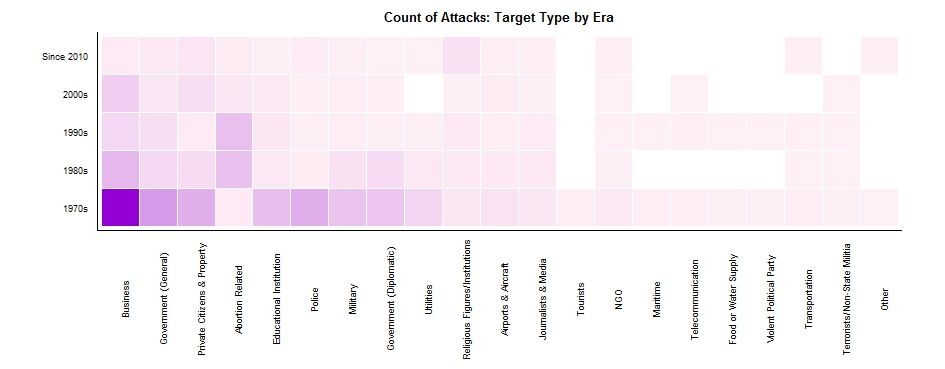 Count of Attacks: Target Type by Era
Since 2010
2000s
1990s
1980s
1970s
Business
Government (General)
Private Citizens & Property
Abortion Related
Educational Institution
Police
Military
Government (Diplomatic)
Utilities
Religious Figures/Institutions
Airports & Aircraft
Journalists & Media
Tourists
NGO
Maritime
Telecommunication
Food or Water Supply
Violent Political Party
Transportation
Terrorists/Non-State Militia
Other